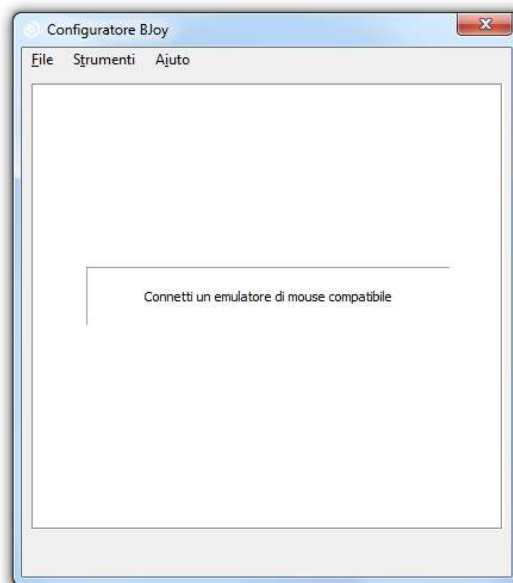 Configuratore BJoy
File Strumenti Aiuto
Connetti un emulatore di mouse compatibile